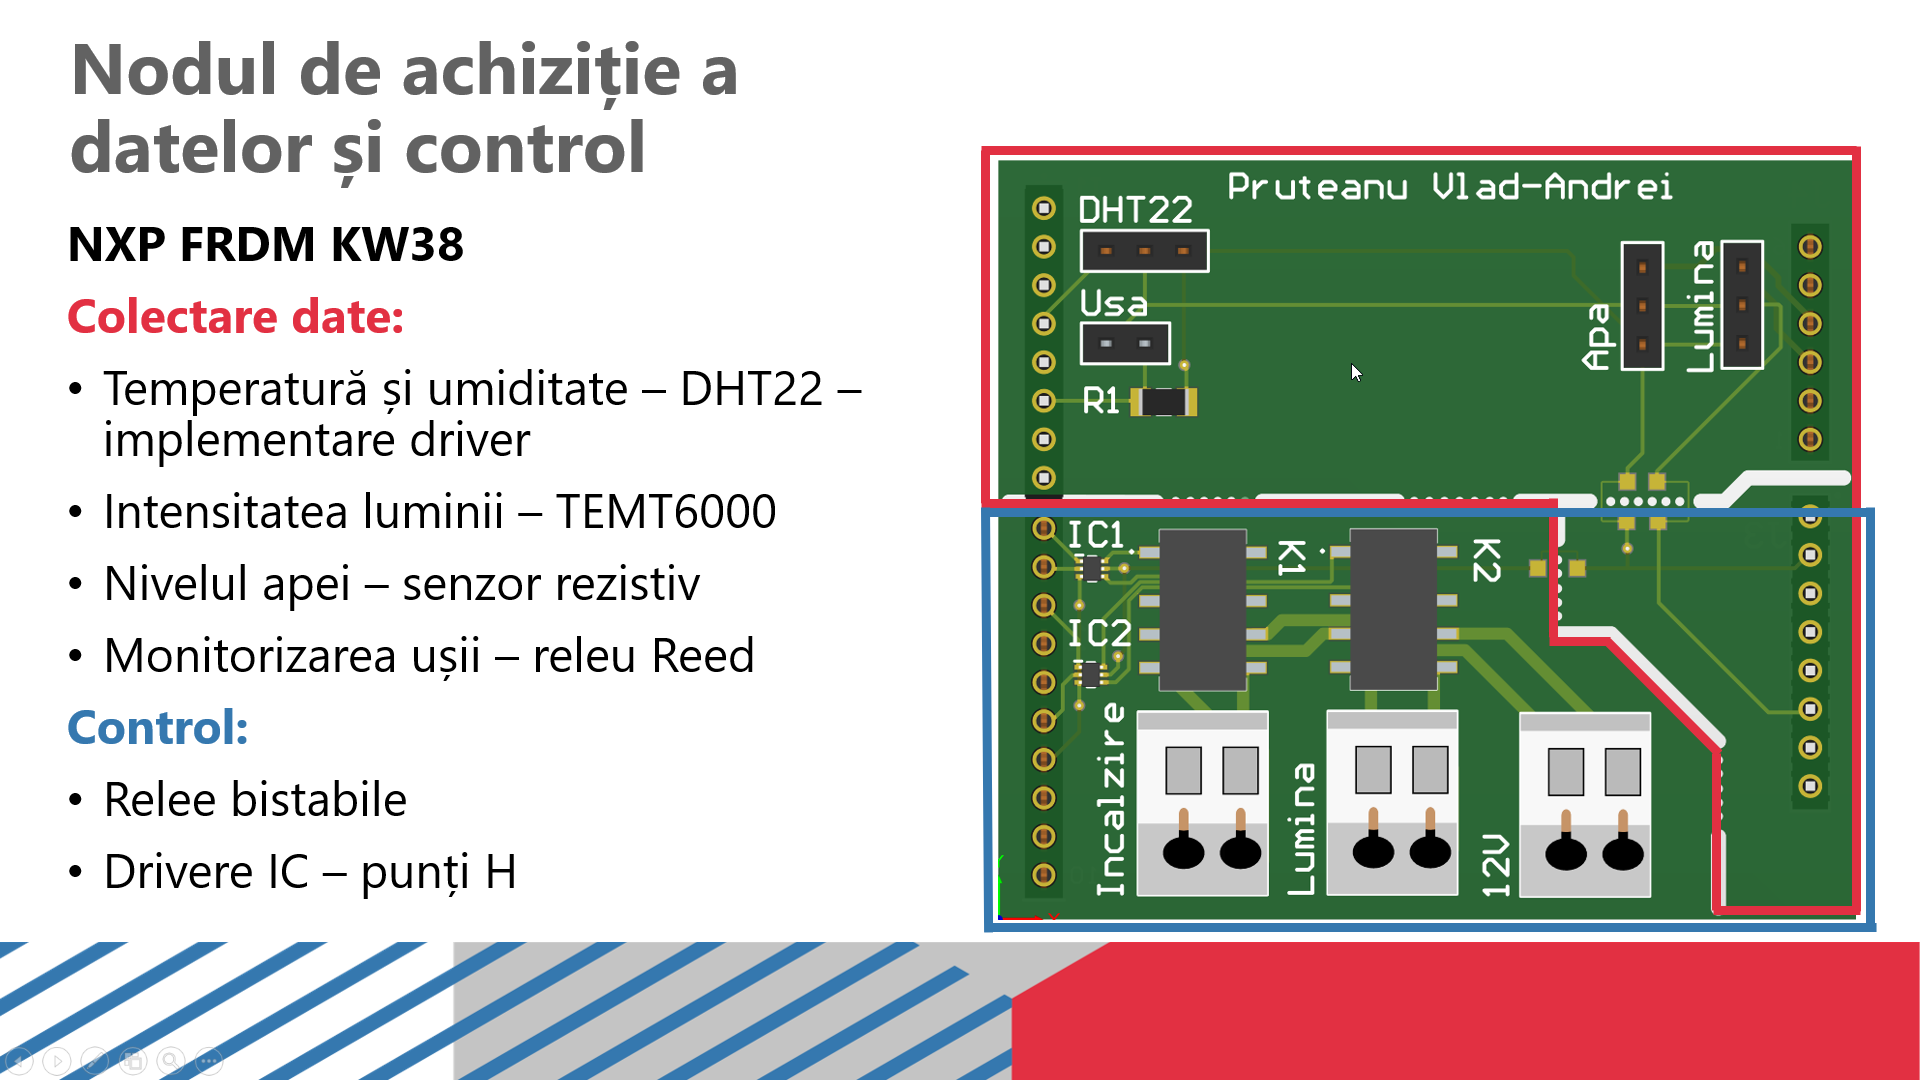 Nodul de achiziție a
datelor și control
NXP FRDM KW38
Colectare date:
• Temperatură și umiditate – DHT22 –
implementare driver
• Intensitatea luminii – TEMT6000
• Nivelul apei – senzor rezistiv
• Monitorizarea ușii – releu Reed
Control:
• Relee bistabile
• Drivere IC – punți H
Pruteanu Vlad-Andrei
DHT22
Usa
R1
Apa
Lumina
IC1
K1
K2
IC2
Incalzire
Lumina
12V